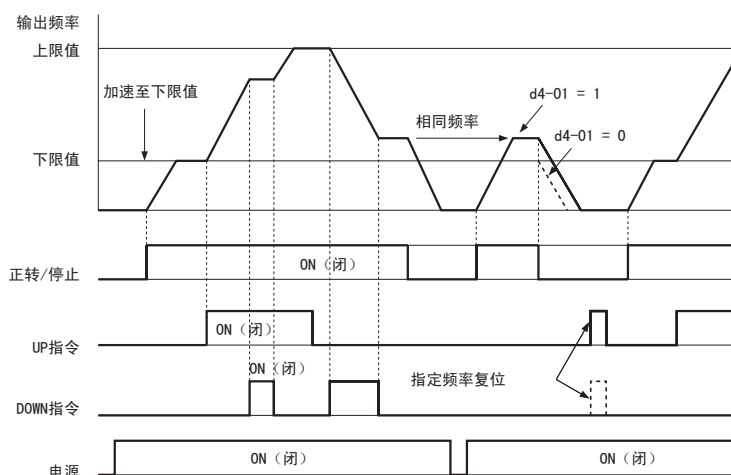 输出频率
上限值
加速至下限值
d4-01 = 1
相同频率
d4-01 = 0
下限值
正转/停止
ON（闭）
UP指令
ON（闭）
ON（闭）
指定频率复位
DOWN指令
电源
ON（闭）
ON（闭）